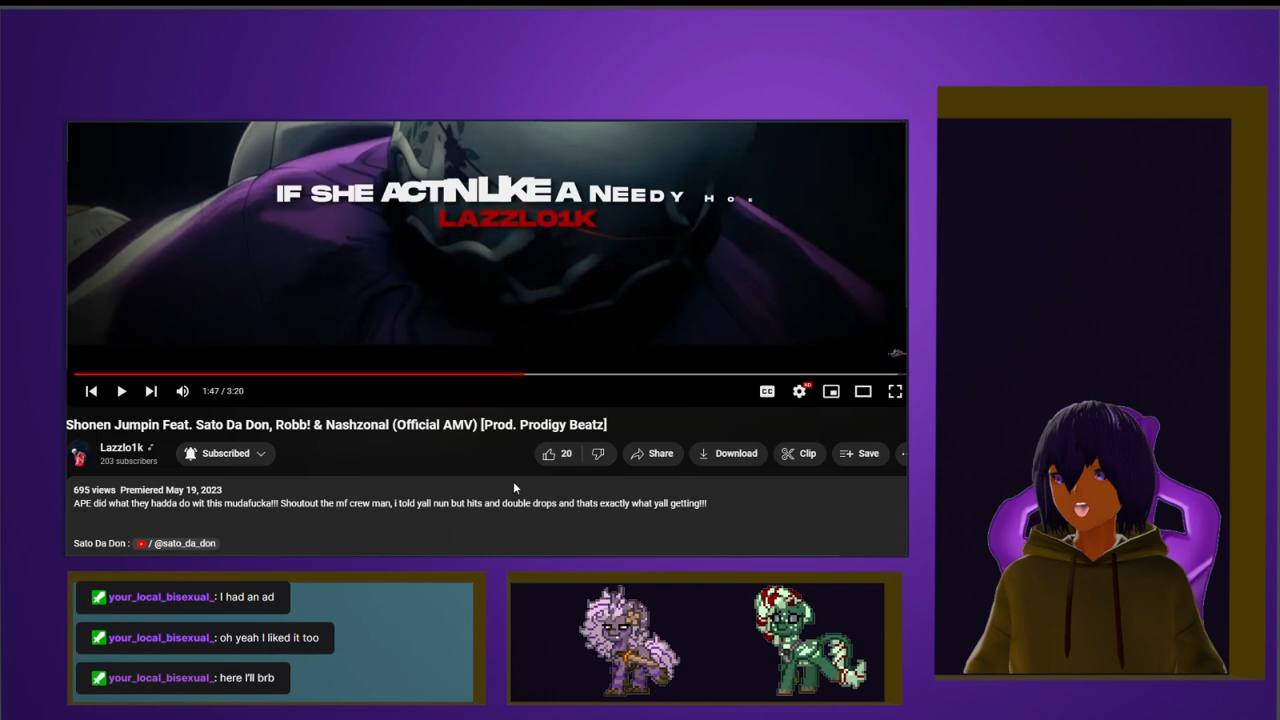 IF SHE ACTIN LIKE A NEEDY
LAZZLO1K
1:47 / 3:20
CC
HD
Shonen Jumpin Feat. Sato Da Don, Robb! & Nashzonal (Official AMV) [Prod. Prodigy Beatz]
Lazzlo1k
203 subscribers
Subscribed
20
Share
Download
Clip
Save
695 views Premiered May 19, 2023
APE did what they hadda do wit this mudafucka!!! Shoutout the mf crew man, i told yall nun but hits and double drops and thats exactly what yall getting!!!
Sato Da Don : / @sato_da_don
your_local_bisexual_: I had an ad
your_local_bisexual_: oh yeah I liked it too
your_local_bisexual_: here I'll brb